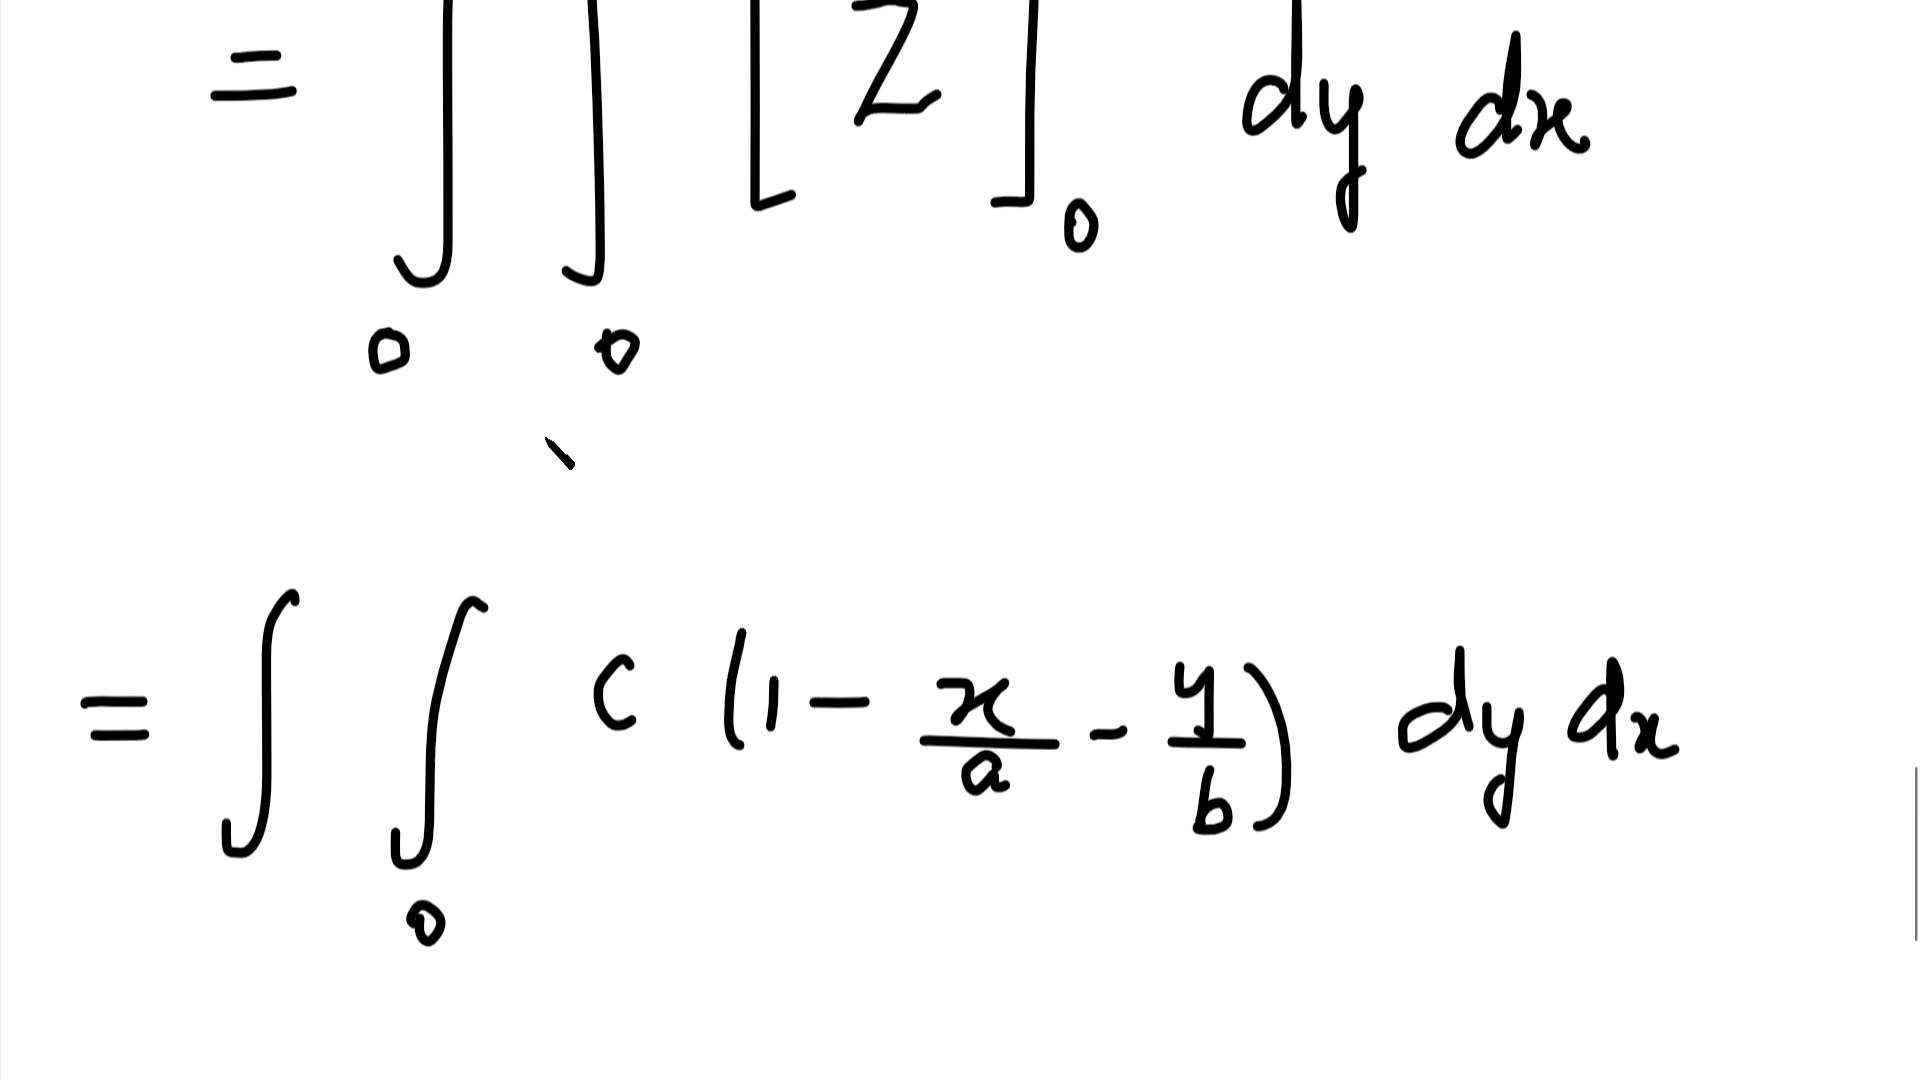 = ∫₀ ∫₀ [z]₀ dy dx
= ∫ ∫₀ c (1 - x/a - y/b) dy dx